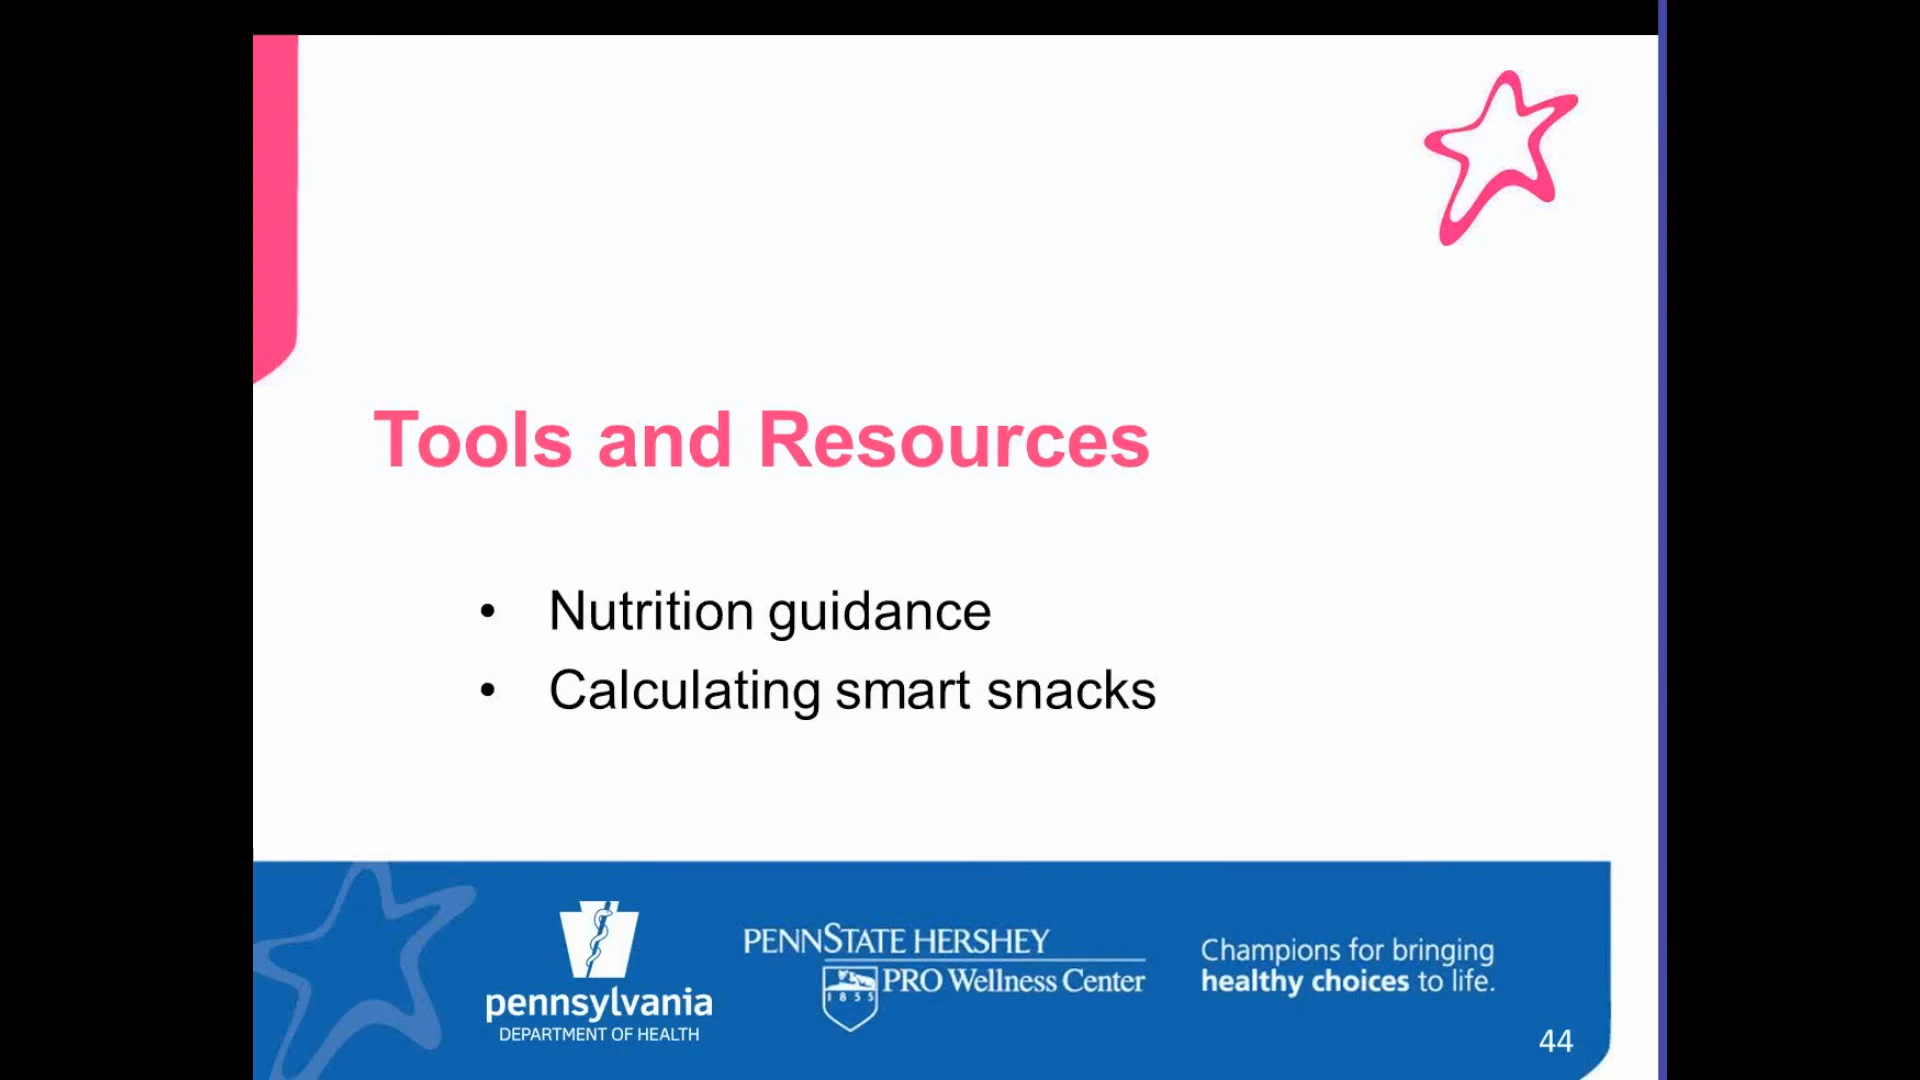 Tools and Resources
• Nutrition guidance
• Calculating smart snacks
pennsylvania
DEPARTMENT OF HEALTH
PENNSTATE HERSHEY
PRO Wellness Center
1855
Champions for bringing
healthy choices to life.
44